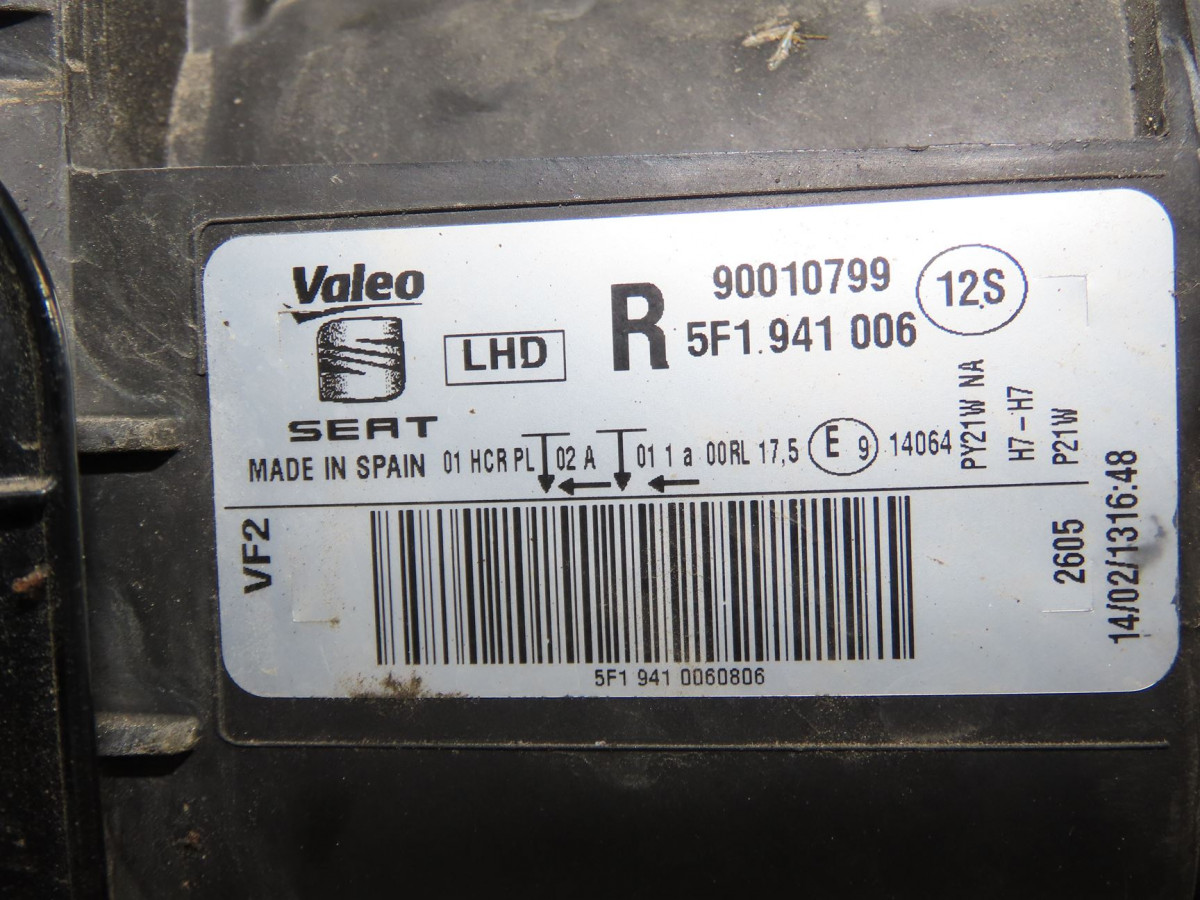 Valeo
SEAT
MADE IN SPAIN
LHD
R
90010799
5F1.941 006
12S
01 HCR PL 02 A 01 1 a 00RL 17,5 E 9 14064
PY21W NA
H7-H7
P21W
VF2
2605
14/02/1316:48
5F1 941 0060806